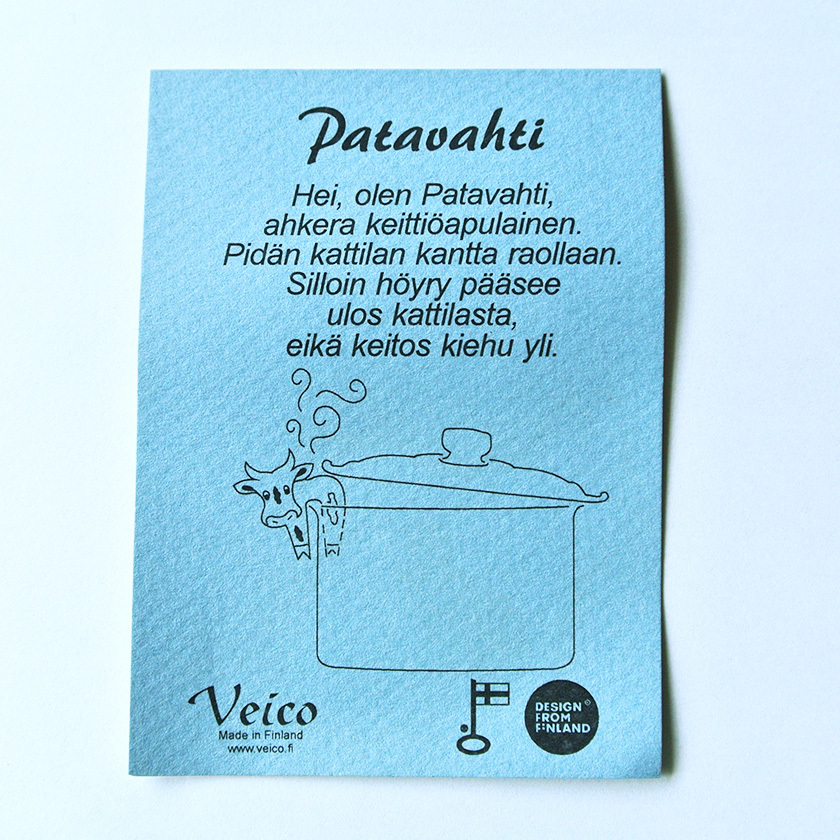 Patavahti
Hei, olen Patavahti,
ahkera keittiöapulainen.
Pidän kattilan kantta raollaan.
Silloin höyry pääsee
ulos kattilasta,
eikä keitos kiehu yli.
Veico
Made in Finland
www.veico.fi
DESIGN
FROM
FINLAND